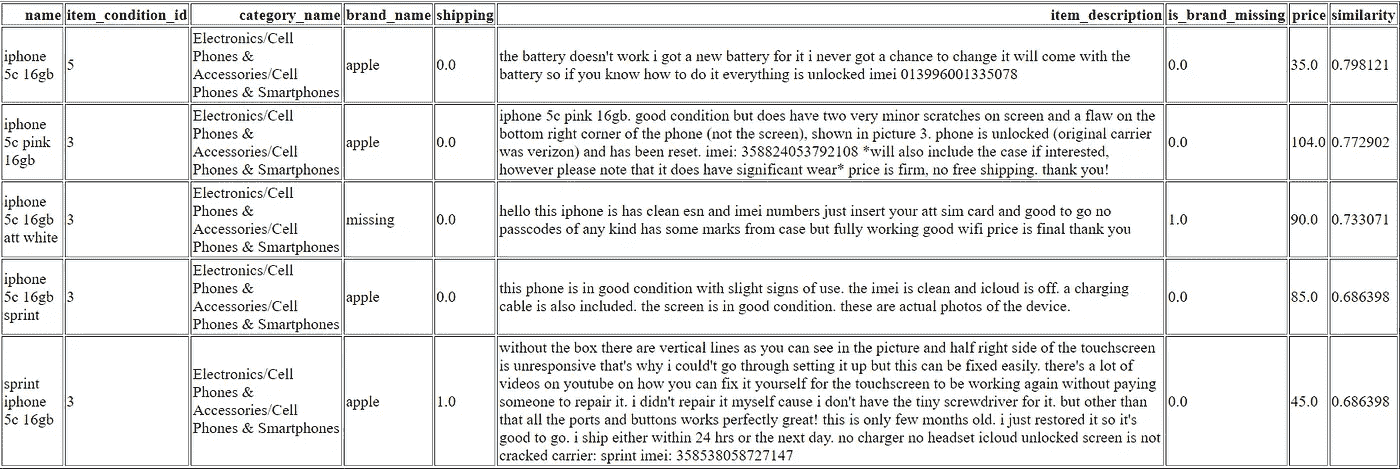 name item_condition_id category_name brand_name shipping item_description is_brand_missing price similarity
iphone
5c 16gb
5
Electronics/Cell
Phones &
Accessories/Cell
Phones & Smartphones
apple
0.0
the battery doesn't work i got a new battery for it i never got a chance to change it will come with the
battery so if you know how to do it everything is unlocked imei 013996001335078
0.0
35.0
0.798121
iphone
5c pink
16gb
3
Electronics/Cell
Phones &
Accessories/Cell
Phones & Smartphones
apple
0.0
iphone 5c pink 16gb. good condition but does have two very minor scratches on screen and a flaw on the
bottom right corner of the phone (not the screen), shown in picture 3. phone is unlocked (original carrier
was verizon) and has been reset. imei: 358824053792108 *will also include the case if interested,
however please note that it does have significant wear* price is firm, no free shipping. thank you!
0.0
104.0
0.772902
iphone
5c 16gb
att white
3
Electronics/Cell
Phones &
Accessories/Cell
Phones & Smartphones
missing
0.0
hello this iphone is has clean esn and imei numbers just insert your att sim card and good to go no
passcodes of any kind has some marks from case but fully working good wifi price is final thank you
1.0
90.0
0.733071
iphone
5c 16gb
sprint
3
Electronics/Cell
Phones &
Accessories/Cell
Phones & Smartphones
apple
0.0
this phone is in good condition with slight signs of use. the imei is clean and icloud is off. a charging
cable is also included. the screen is in good condition. these are actual photos of the device.
0.0
85.0
0.686398
sprint
iphone
5c 16gb
3
Electronics/Cell
Phones &
Accessories/Cell
Phones & Smartphones
apple
1.0
without the box there are vertical lines as you can see in the picture and half right side of the touchscreen
is unresponsive that's why i could't go through setting it up but this can be fixed easily. there's a lot of
videos on youtube on how you can fix it yourself for the touchscreen to be working again without paying
someone to repair it. i didn't repair it myself cause i don't have the tiny screwdriver for it. but other than
that all the ports and buttons works perfectly great! this is only few months old. i just restored it so it's
good to go. i ship either within 24 hrs or the next day. no charger no headset icloud unlocked screen is not
cracked carrier: sprint imei: 358538058727147
0.0
45.0
0.686398